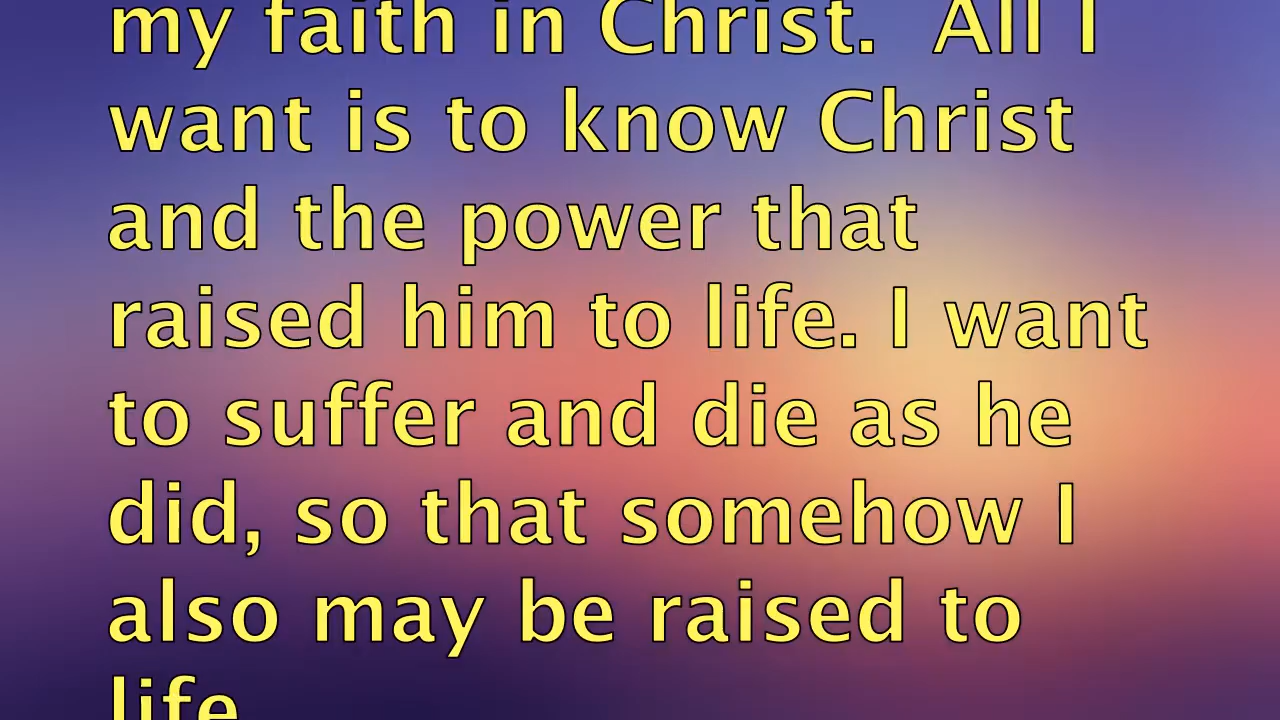 my faith in Christ.  All I
want is to know Christ
and the power that
raised him to life. I want
to suffer and die as he
did, so that somehow I
also may be raised to
life